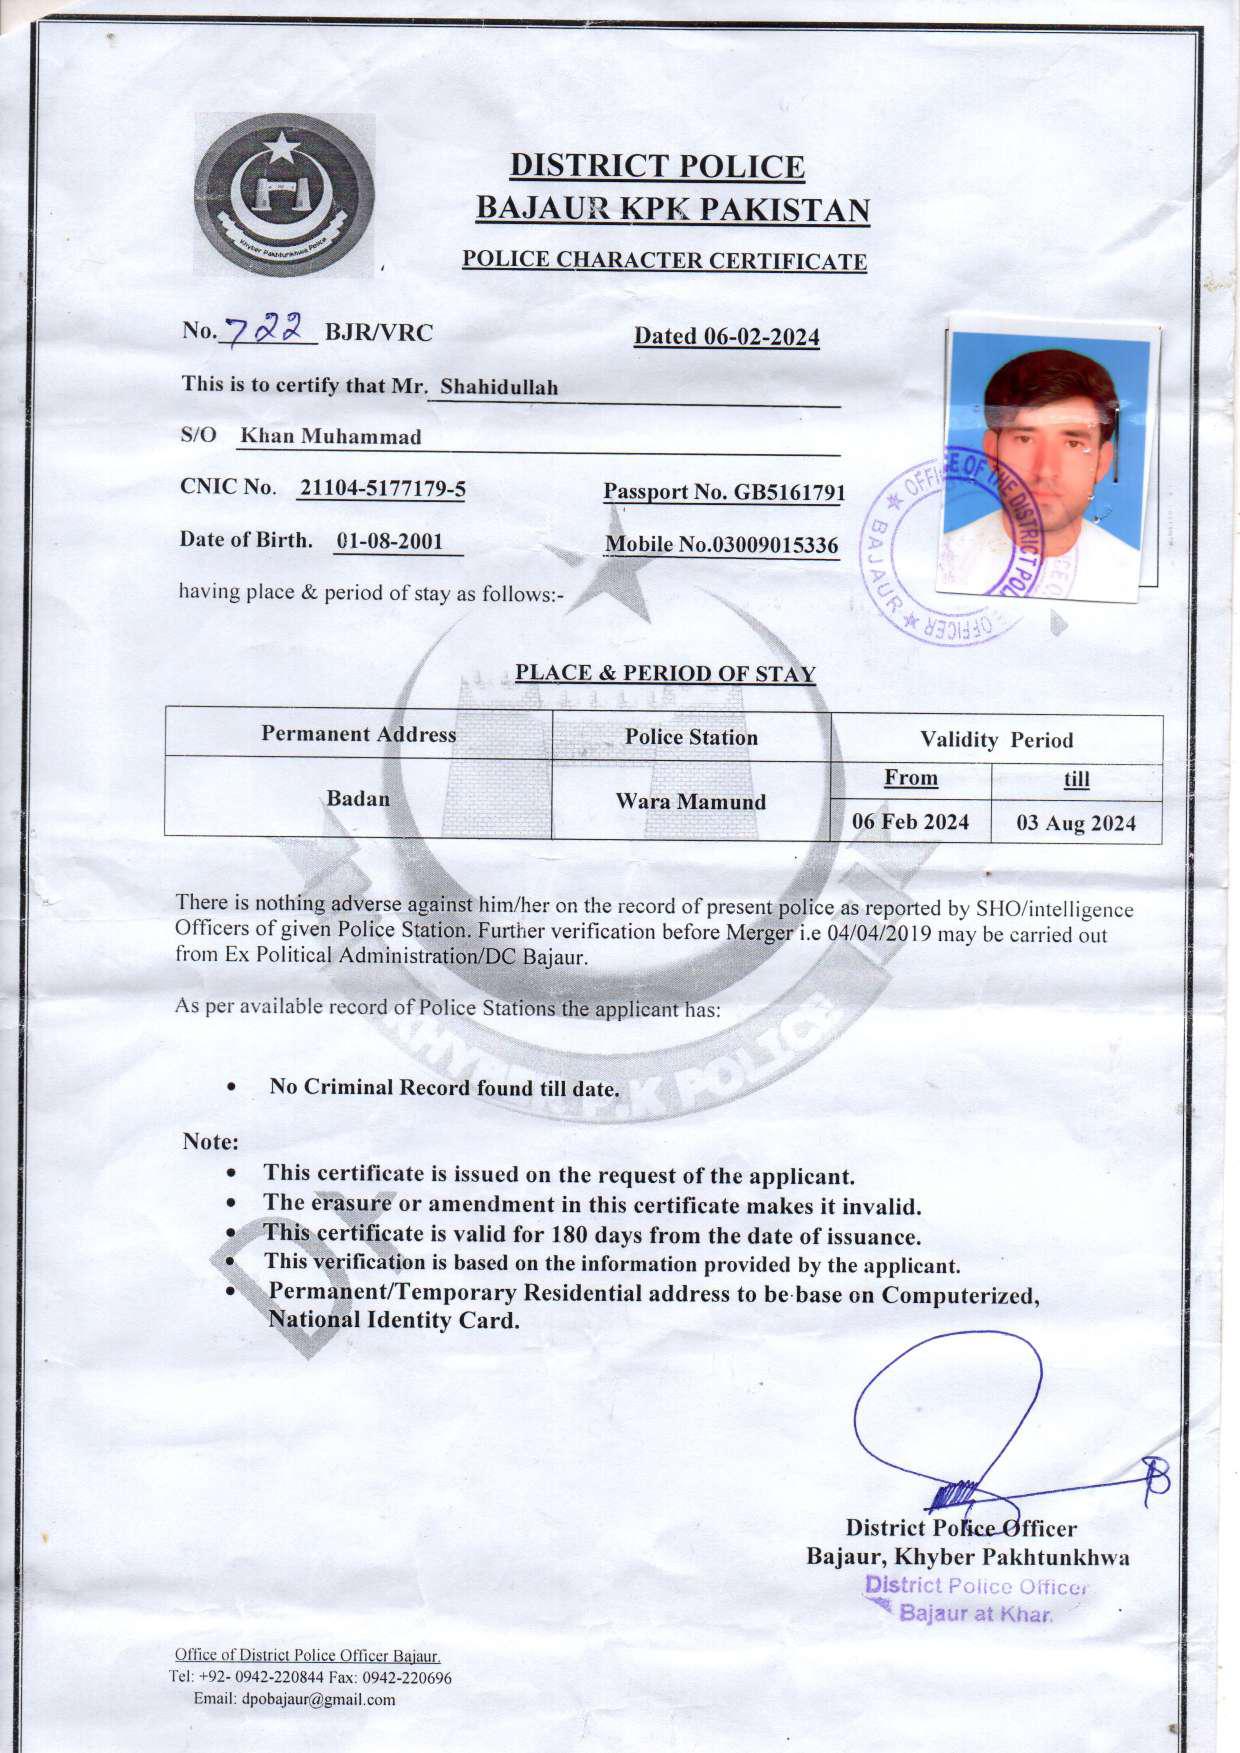 Khyber Pakhtunkhwa Police
DISTRICT POLICE
BAJAUR KPK PAKISTAN
POLICE CHARACTER CERTIFICATE
No. 722 BJR/VRC Dated 06-02-2024
This is to certify that Mr. Shahidullah
S/O Khan Muhammad
CNIC No. 21104-5177179-5 Passport No. GB5161791
Date of Birth. 01-08-2001 Mobile No.03009015336
OFFICE OF THE DISTRICT POL
OFFICER
BAJAUR
having place & period of stay as follows:-
PLACE & PERIOD OF STAY
Permanent Address Police Station Validity Period
From till
Badan Wara Mamund
06 Feb 2024 03 Aug 2024
There is nothing adverse against him/her on the record of present police as reported by SHO/intelligence
Officers of given Police Station. Further verification before Merger i.e 04/04/2019 may be carried out
from Ex Political Administration/DC Bajaur.
As per available record of Police Stations the applicant has:
KHYBER P.K POLICE
• No Criminal Record found till date.
Note:
• This certificate is issued on the request of the applicant.
• The erasure or amendment in this certificate makes it invalid.
• This certificate is valid for 180 days from the date of issuance.
• This verification is based on the information provided by the applicant.
• Permanent/Temporary Residential address to be base on Computerized,
National Identity Card.
District Police Officer
Bajaur, Khyber Pakhtunkhwa
District Police Officer
Bajaur at Khar.
Office of District Police Officer Bajaur.
Tel: +92- 0942-220844 Fax: 0942-220696
Email: dpobajaur@gmail.com